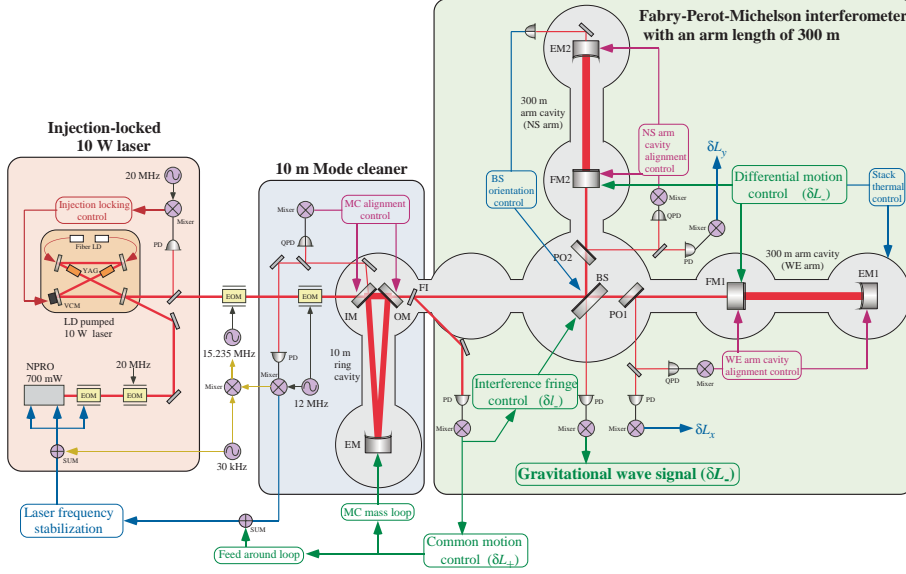 Fabry-Perot-Michelson interferometer
with an arm length of 300 m
Injection-locked
10 W laser
10 m Mode cleaner
20 MHz
Mixer
Injection locking
control
PD
Fiber LD
YAG
VCM
LD pumped
10 W laser
NPRO
700 mW
20 MHz
EOM
EOM
SUM
EOM
15.235 MHz
Mixer
30 kHz
Laser frequency
stabilization
Mixer
MC alignment
control
QPD
EOM
PD
Mixer
12 MHz
IM
OM
FI
10 m
ring
cavity
EM
MC mass loop
SUM
Feed around loop
Common motion
control (δL₊)
EM2
300 m
arm cavity
(NS arm)
NS arm
cavity
alignment
control
BS
orientation
control
FM2
Mixer
QPD
PD
Mixer
δLy
Differential motion
control (δL₋)
Stack
thermal
control
300 m arm cavity
(WE arm)
PO2
BS
PO1
FM1
EM1
Interference fringe
control (δl₋)
PD
Mixer
PD
Mixer
PD
Mixer
QPD
Mixer
WE arm cavity
alignment control
δLx
Gravitational wave signal (δL₋)